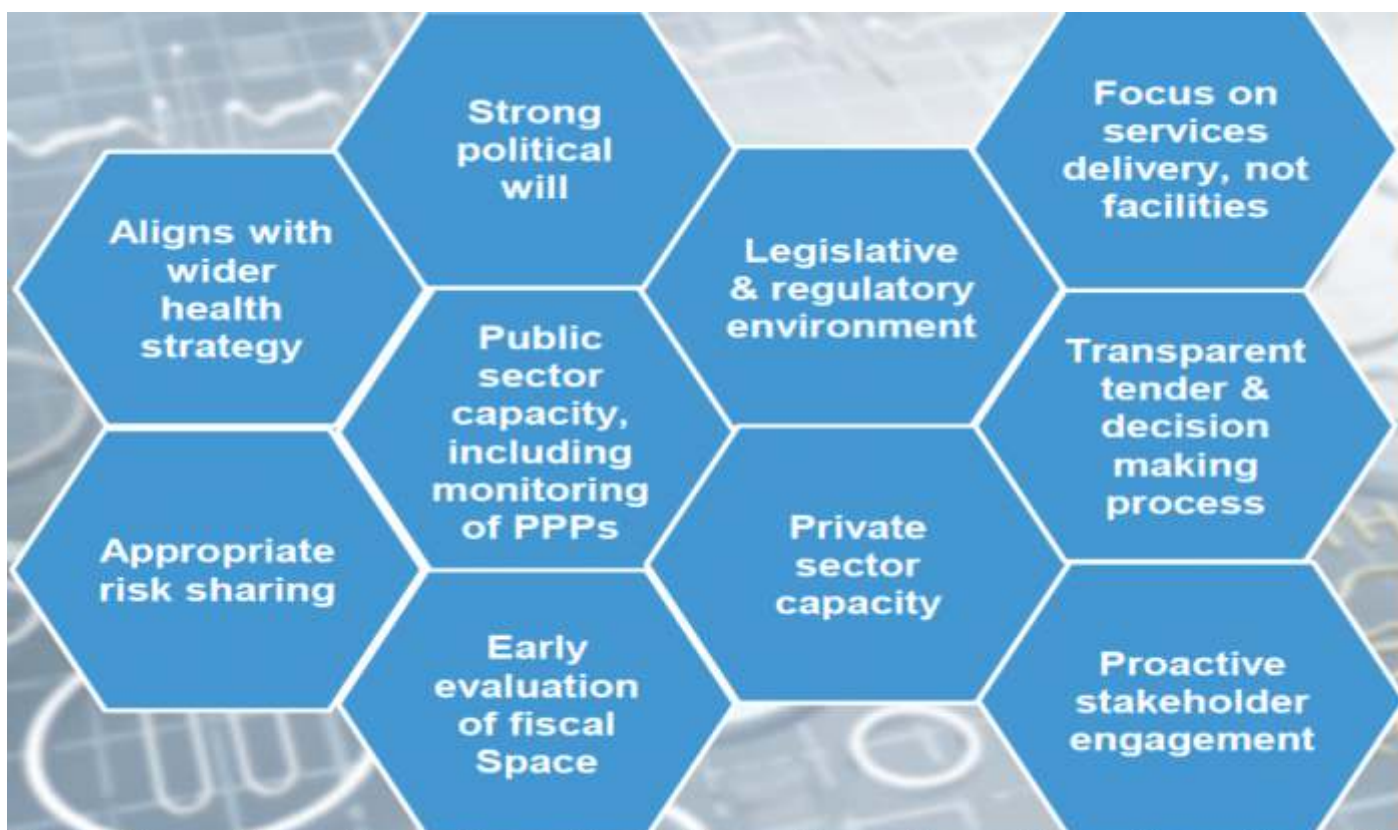 Strong
political
will
Focus on
services
delivery, not
facilities
Aligns with
wider
health
strategy
Legislative
& regulatory
environment
Public
sector
capacity,
including
monitoring
of PPPs
Transparent
tender &
decision
making
process
Appropriate
risk sharing
Private
sector
capacity
Early
evaluation
of fiscal
Space
Proactive
stakeholder
engagement